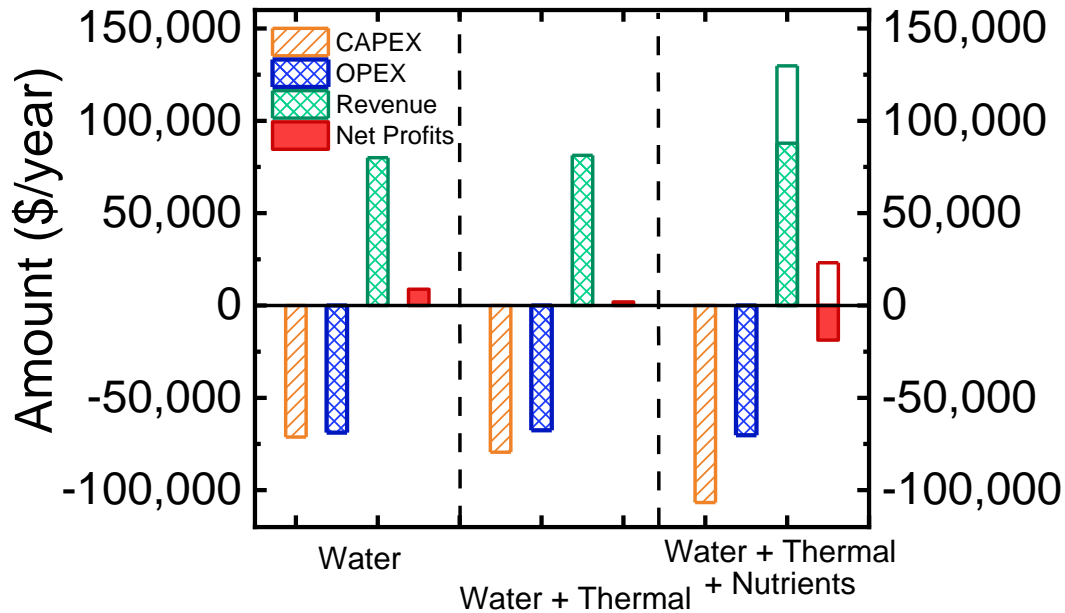 Amount ($/year)
150,000
100,000
50,000
0
-50,000
-100,000
CAPEX
OPEX
Revenue
Net Profits
150,000
100,000
50,000
0
-50,000
-100,000
Water
Water + Thermal
Water + Thermal
+ Nutrients